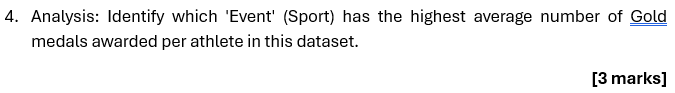 4. Analysis: Identify which 'Event' (Sport) has the highest average number of Gold
medals awarded per athlete in this dataset.
[3 marks]